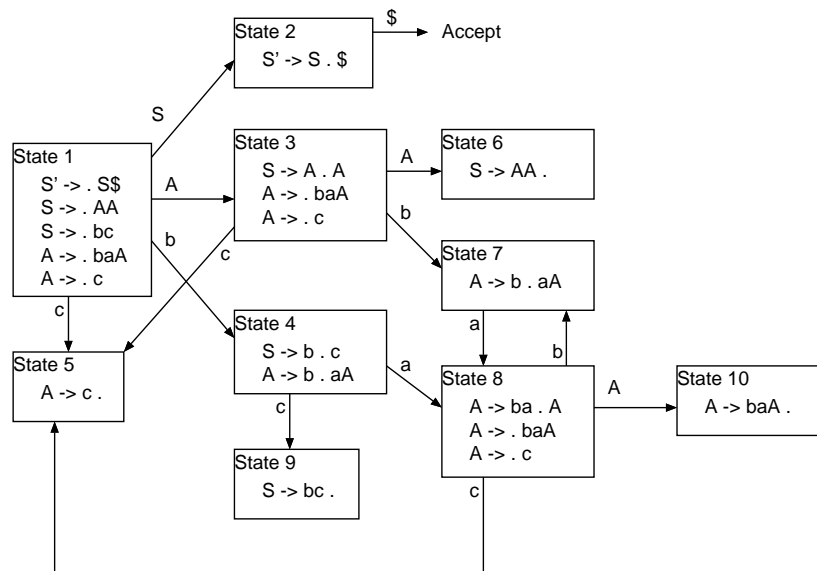 State 2
S' -> S . $
$
Accept
S
State 1
S' -> . S$
S -> . AA
S -> . bc
A -> . baA
A -> . c
A
b
c
State 3
S -> A . A
A -> . baA
A -> . c
A
b
c
State 6
S -> AA .
State 7
A -> b . aA
a
b
State 4
S -> b . c
A -> b . aA
a
c
State 5
A -> c .
State 8
A -> ba . A
A -> . baA
A -> . c
A
c
State 10
A -> baA .
State 9
S -> bc .